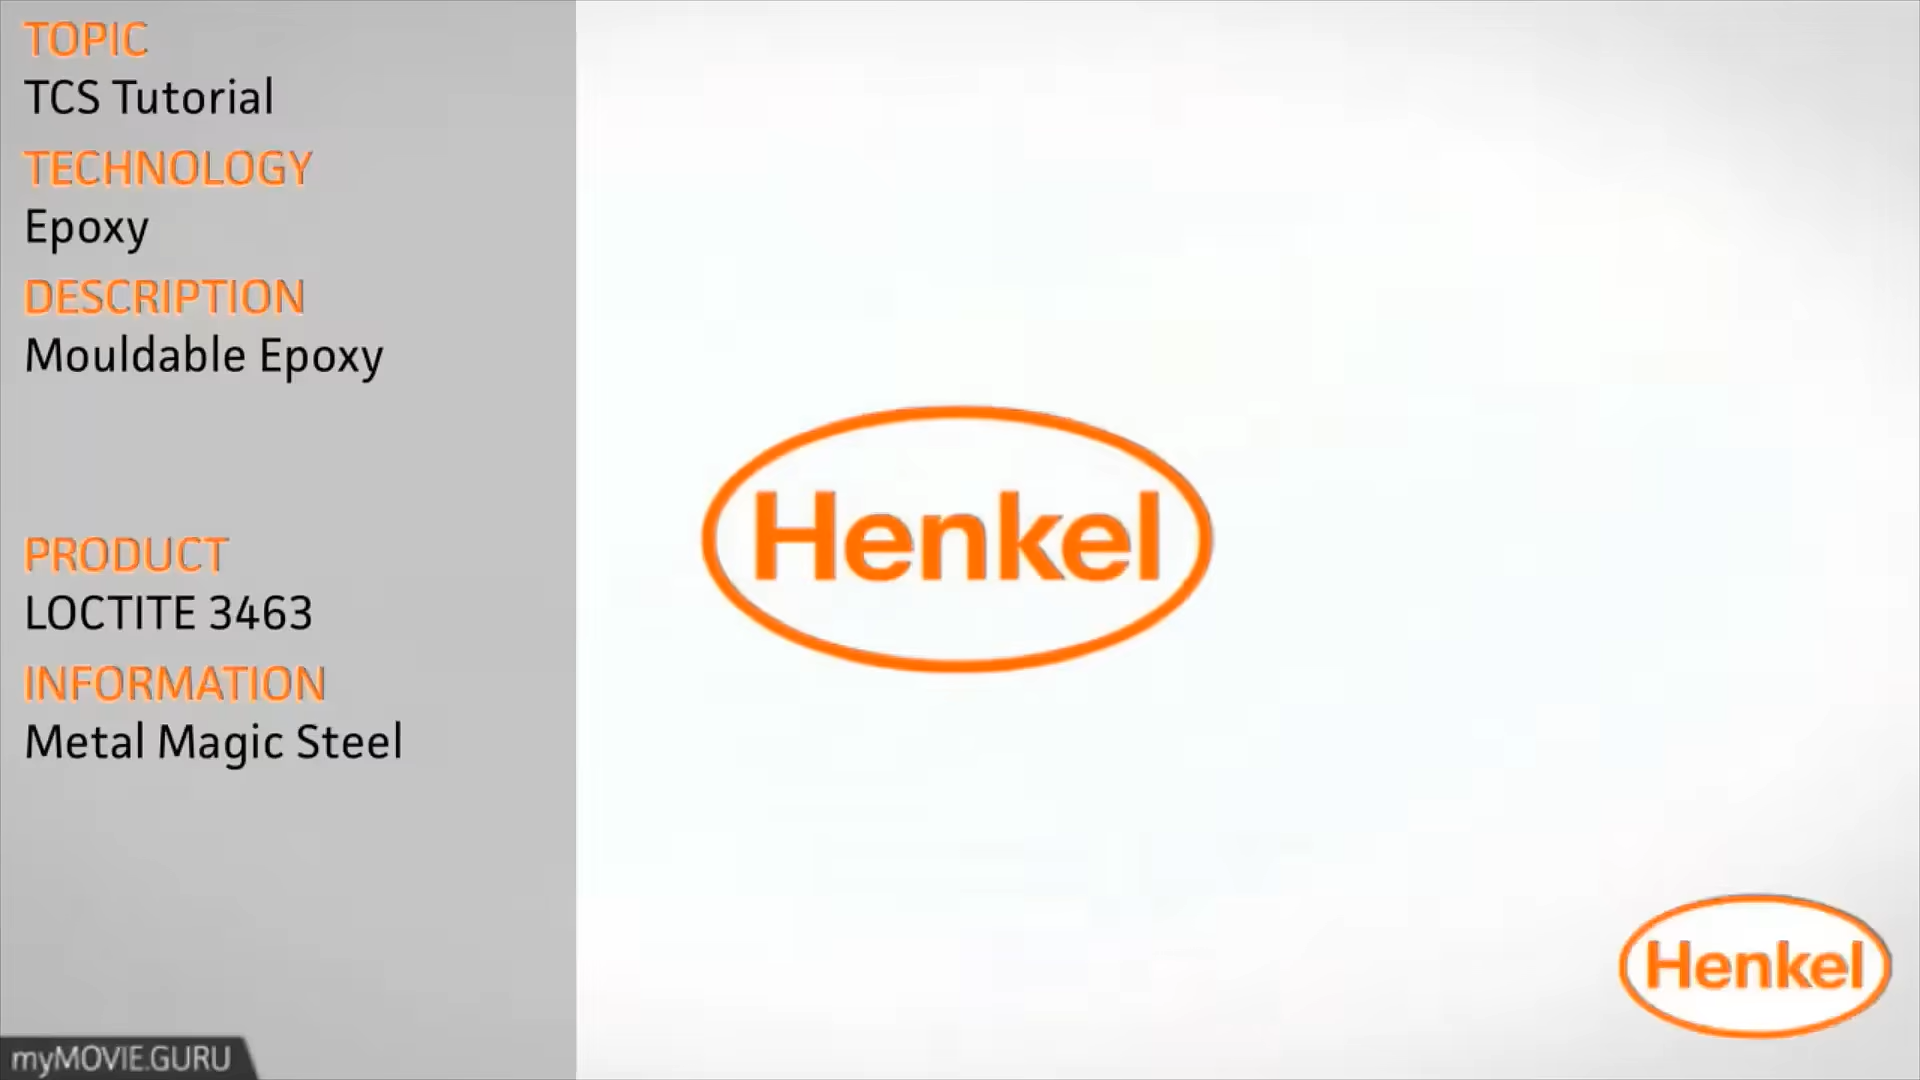 TOPIC
TCS Tutorial
TECHNOLOGY
Epoxy
DESCRIPTION
Mouldable Epoxy
PRODUCT
LOCTITE 3463
INFORMATION
Metal Magic Steel
myMOVIE.GURU
Henkel
Henkel